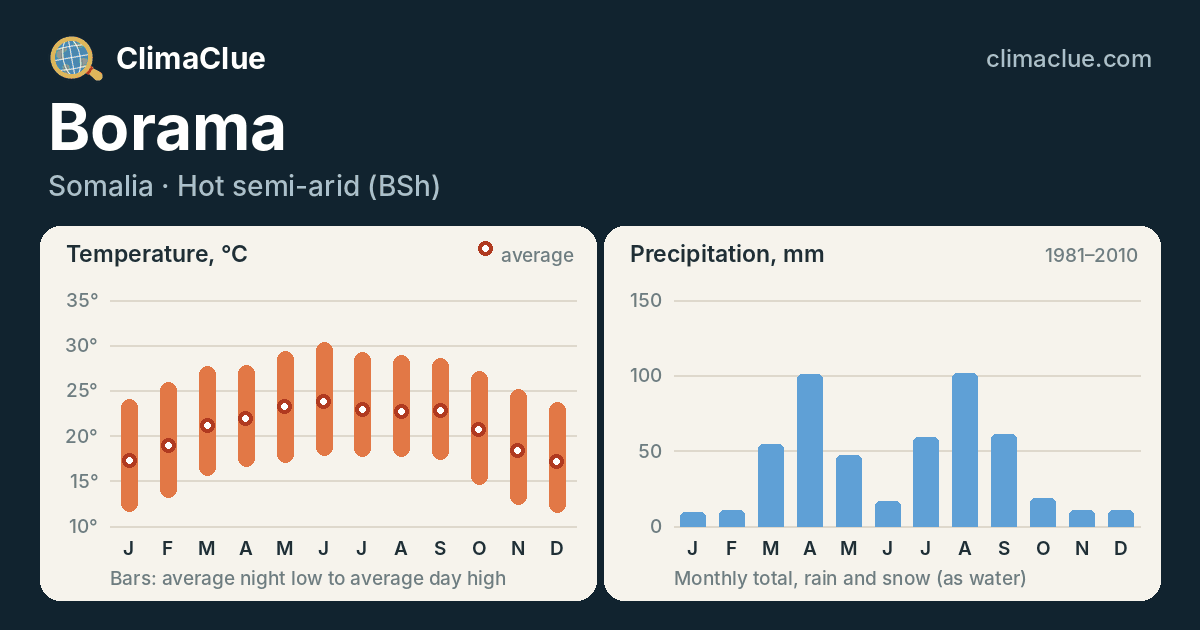 ClimaClue
climaclue.com
Borama
Somalia · Hot semi-arid (BSh)
Temperature, °C
average
35°
30°
25°
20°
15°
10°
J F M A M J J A S O N D
Bars: average night low to average day high
Precipitation, mm
1981–2010
150
100
50
0
J F M A M J J A S O N D
Monthly total, rain and snow (as water)